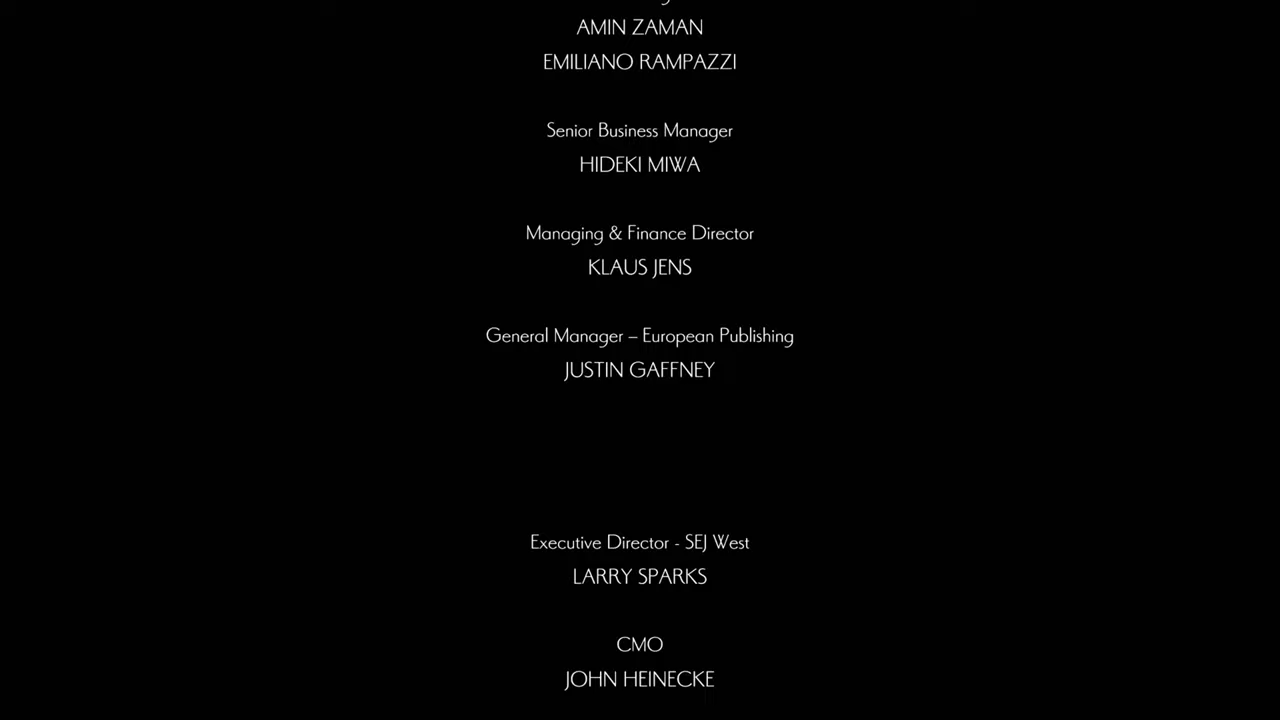 AMIN ZAMAN
EMILIANO RAMPAZZI
Senior Business Manager
HIDEKI MIWA
Managing & Finance Director
KLAUS JENS
General Manager – European Publishing
JUSTIN GAFFNEY
Executive Director - SEJ West
LARRY SPARKS
CMO
JOHN HEINECKE